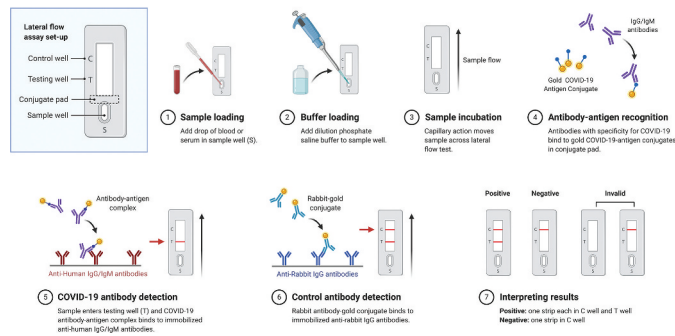 Lateral flow
assay set-up
Control well
C
Testing well
T
Conjugate pad
Sample well
S
1 Sample loading
Add drop of blood or
serum in sample well (S).
2 Buffer loading
Add dilution phosphate
saline buffer to sample well.
C
T
S
Sample flow
3 Sample incubation
Capillary action moves
sample across lateral
flow test.
IgG/IgM
antibodies
Gold COVID-19
Antigen Conjugate
4 Antibody-antigen recognition
Antibodies with specificity for COVID-19
bind to gold COVID-19-antigen conjugates
in conjugate pad.
Antibody-antigen
complex
Anti-Human IgG/IgM antibodies
C
T
S
5 COVID-19 antibody detection
Sample enters testing well (T) and COVID-19
antibody-antigen complex binds to immobilized
anti-human IgG/IgM antibodies.
Rabbit-gold
conjugate
Anti-Rabbit IgG antibodies
C
T
S
6 Control antibody detection
Rabbit antibody-gold conjugate binds to
immobilized anti-rabbit IgG antibodies.
Positive Negative Invalid
C C C C
T T T T
S S S S
7 Interpreting results
Positive: one strip each in C well and T well
Negative: one strip in C well